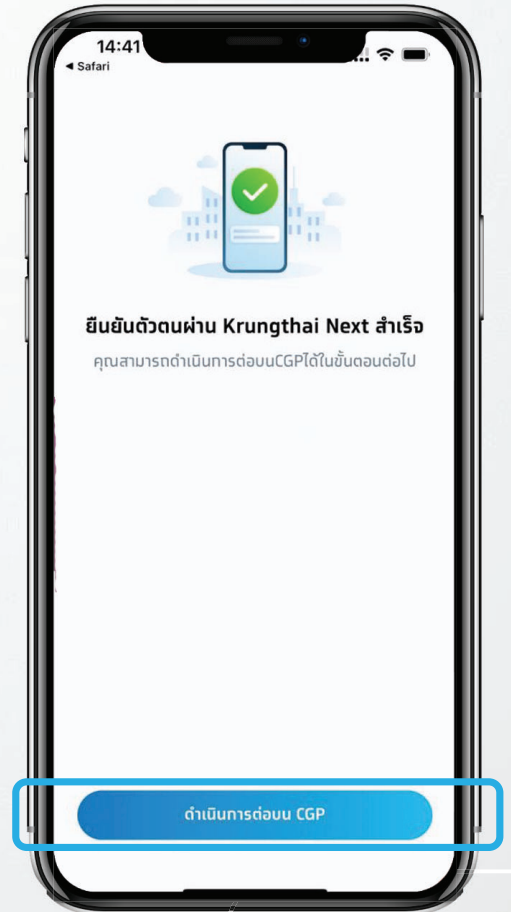 14:41
◀ Safari
ยืนยันตัวตนผ่าน Krungthai Next สำเร็จ
คุณสามารถดำเนินการต่อบนCGPได้ในขั้นตอนต่อไป
ดำเนินการต่อบน CGP